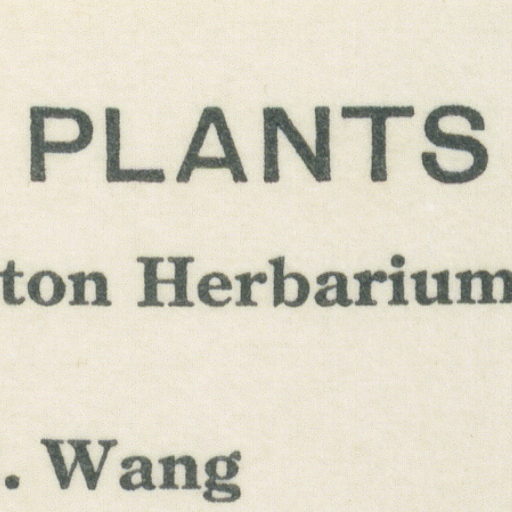 PLANTS
ton Herbarium
. Wang